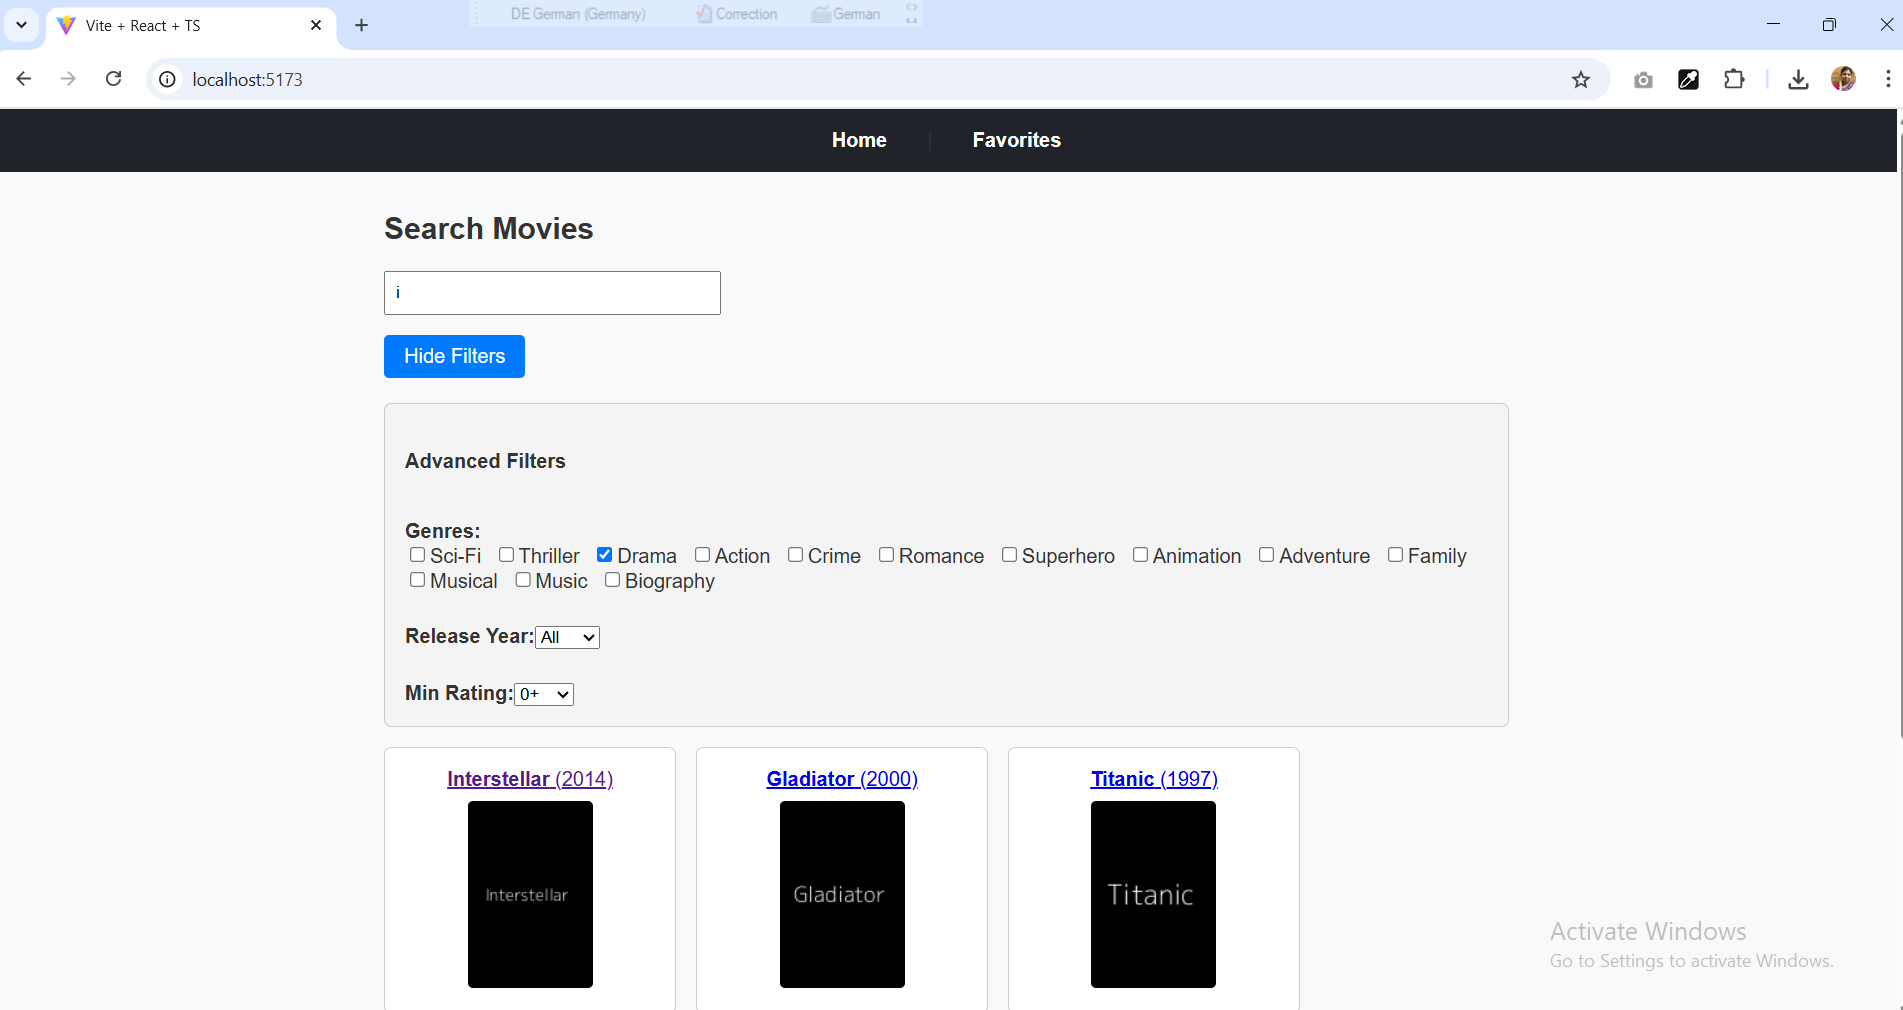 Vite + React + TS
DE German (Germany) Correction German
localhost:5173
Home Favorites
Search Movies
i
Hide Filters
Advanced Filters
Genres:
Sci-Fi Thriller Drama Action Crime Romance Superhero Animation Adventure Family
Musical Music Biography
Release Year: All
Min Rating: 0+
Interstellar (2014) Gladiator (2000) Titanic (1997)
Interstellar Gladiator Titanic
Activate Windows
Go to Settings to activate Windows.